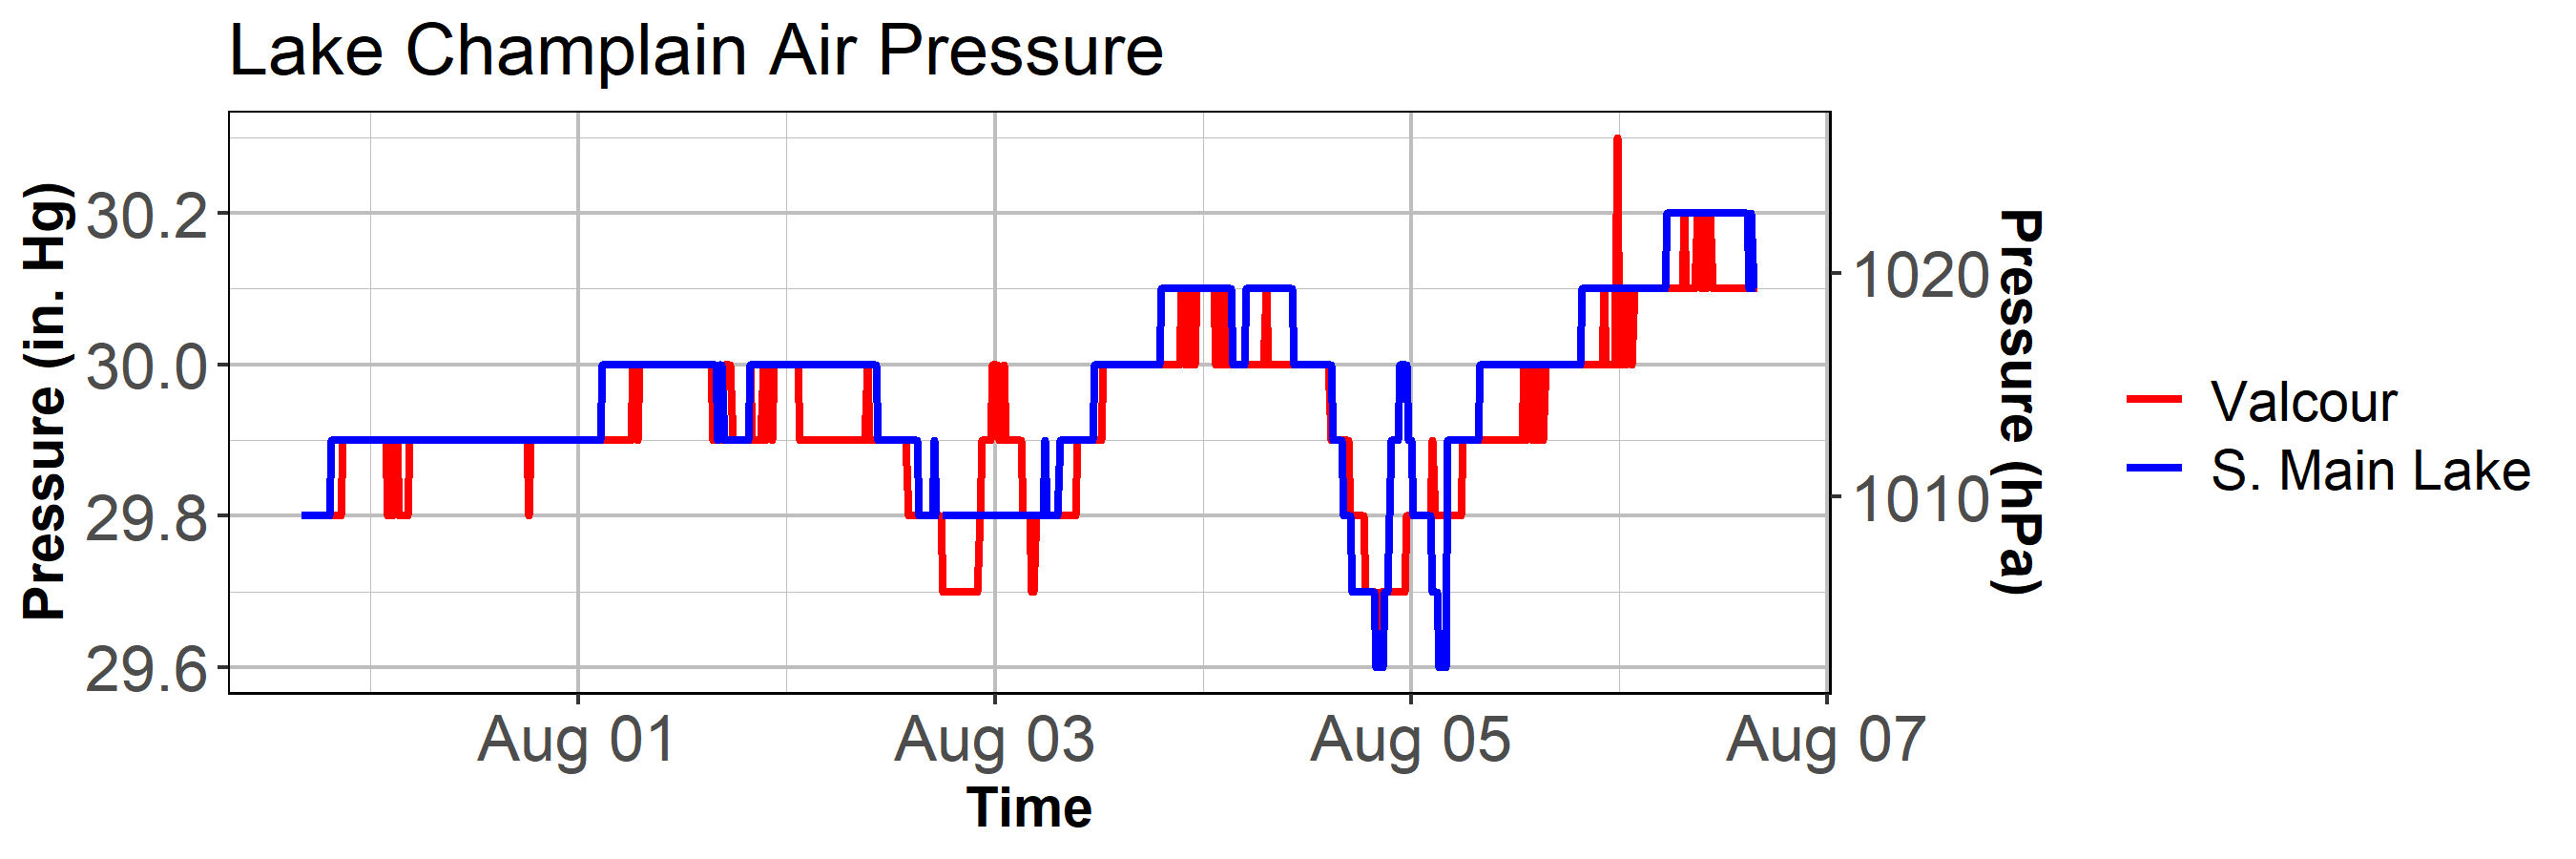 Lake Champlain Air Pressure
Pressure (in. Hg)
30.2
30.0
29.8
29.6
1020
1010
Pressure (hPa)
Aug 01
Aug 03
Aug 05
Aug 07
Time
Valcour
S. Main Lake